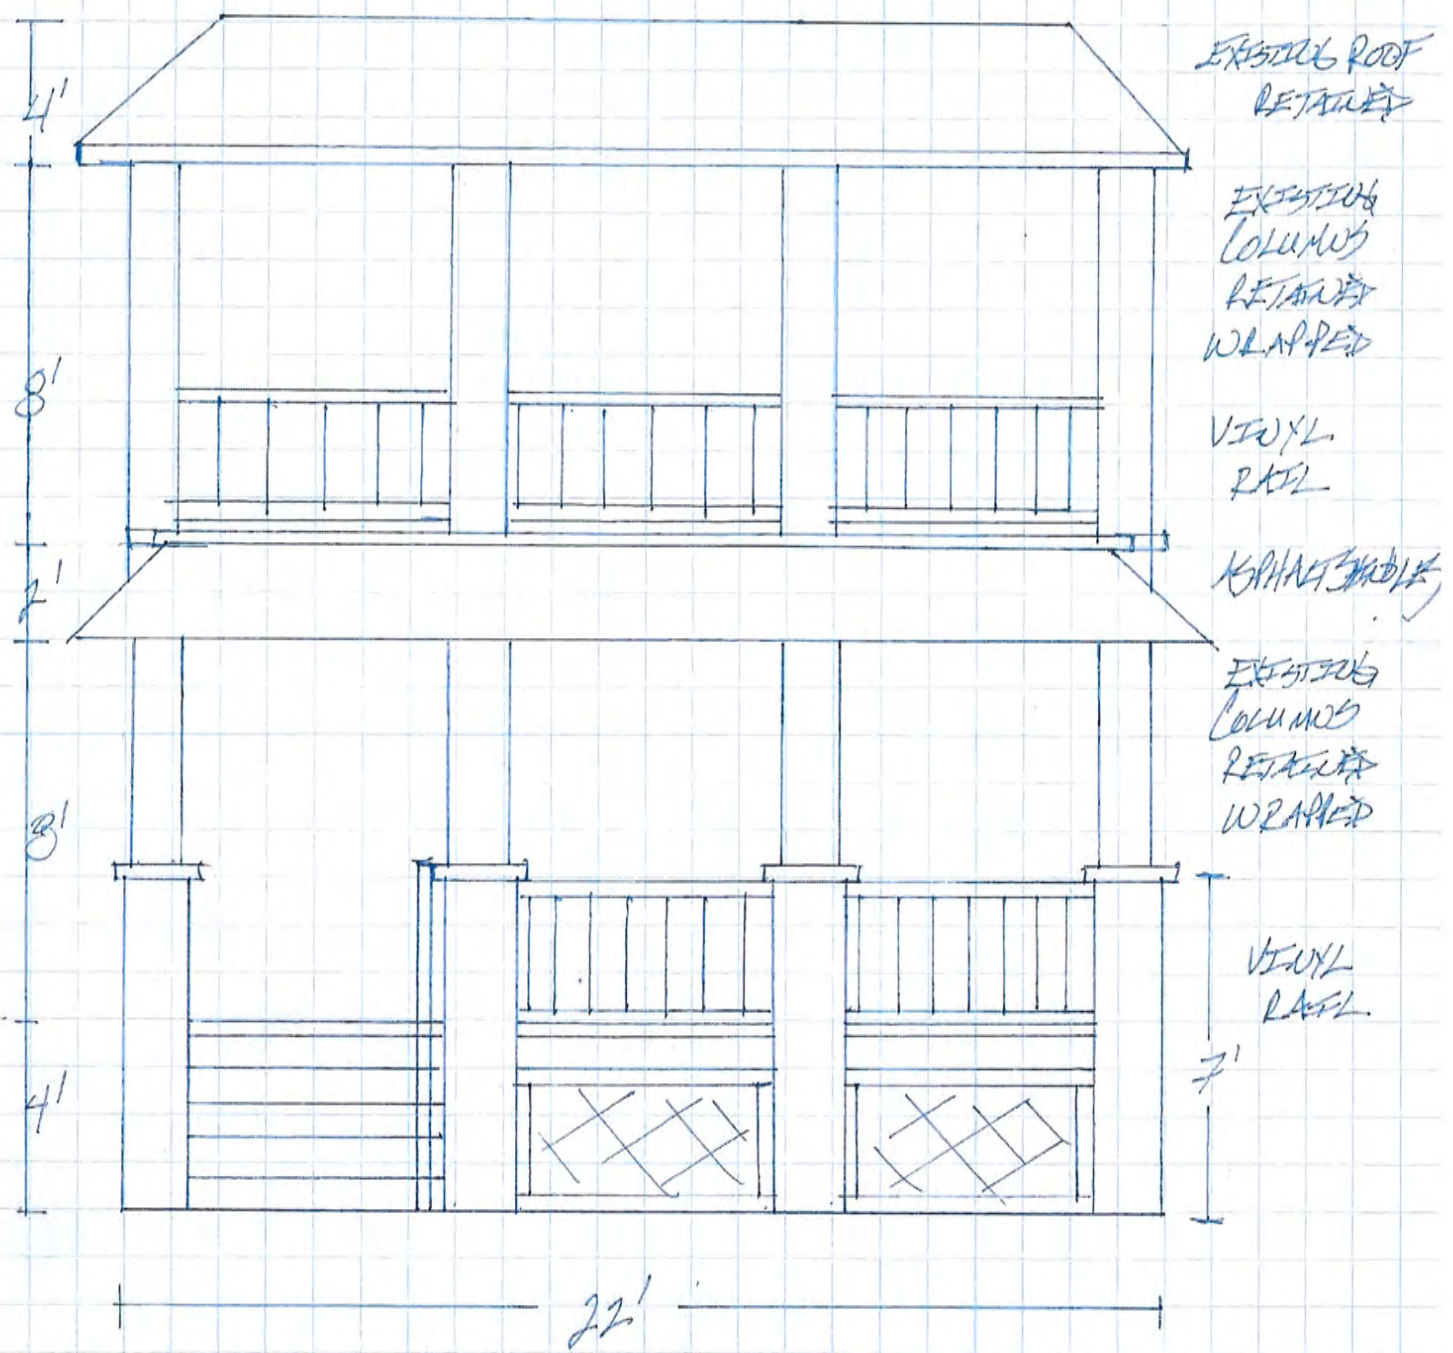 4'
EXISTING ROOF
RETAINED
EXISTING
COLUMNS
RETAINED
WRAPPED
8'
VINYL
RAIL
2'
ASPHALT SHINGLES
EXISTING
COLUMNS
RETAINED
WRAPPED
8'
VINYL
RAIL
7'
4'
22'